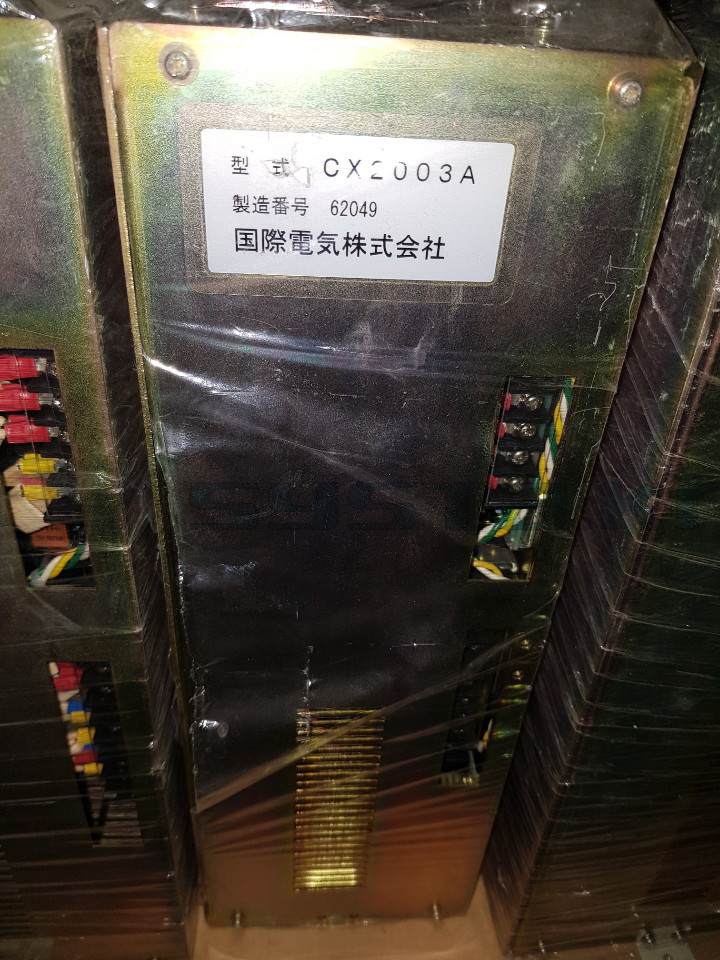 型 式 CX2003A
製造番号 62049
国際電気株式会社